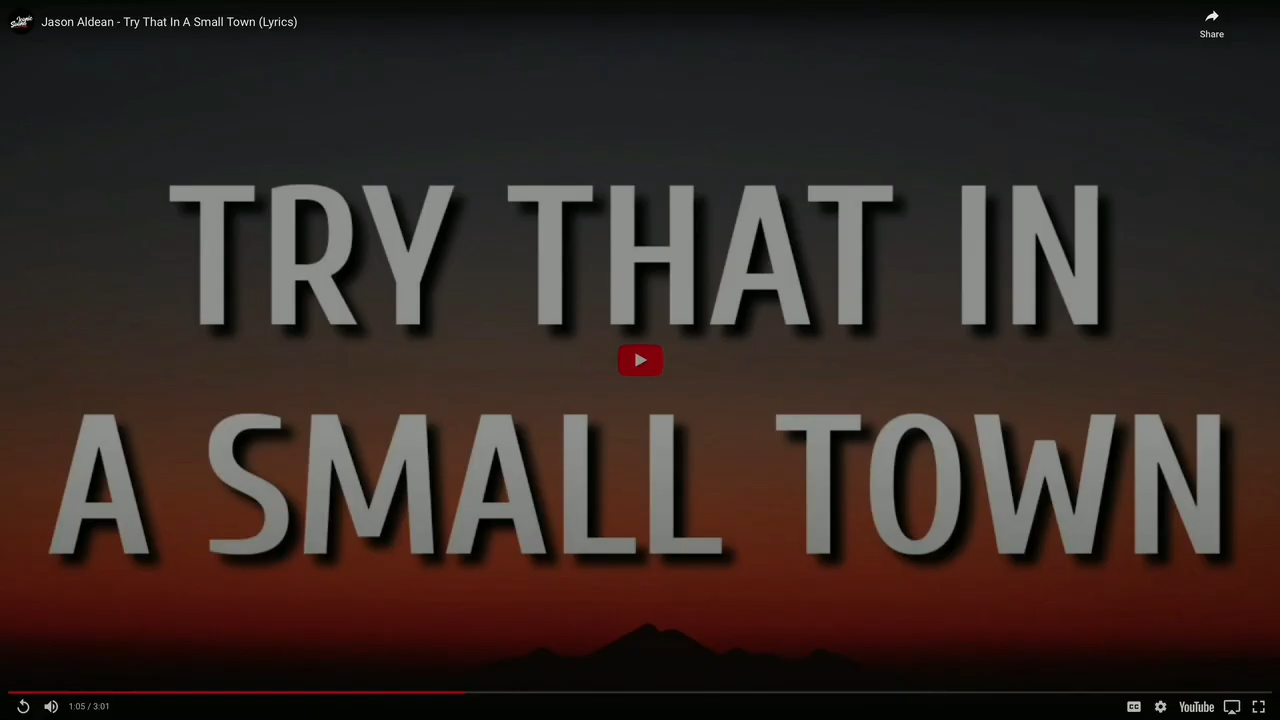 Jason Aldean - Try That In A Small Town (Lyrics)
Share
TRY THAT IN
A SMALL TOWN
1:05 / 3:01
CC
YouTube